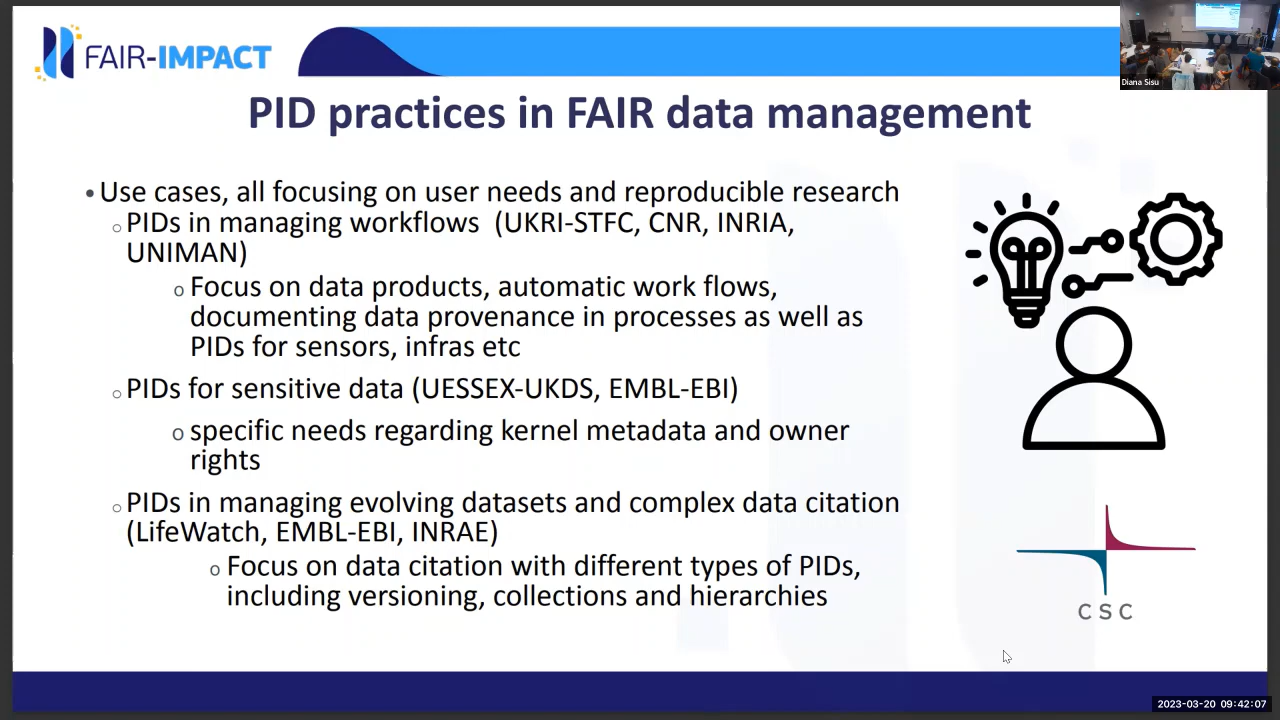 FAIR-IMPACT
Diana Sisu
PID practices in FAIR data management
• Use cases, all focusing on user needs and reproducible research
o PIDs in managing workflows (UKRI-STFC, CNR, INRIA,
UNIMAN)
o Focus on data products, automatic work flows,
documenting data provenance in processes as well as
PIDs for sensors, infras etc
o PIDs for sensitive data (UESSEX-UKDS, EMBL-EBI)
o specific needs regarding kernel metadata and owner
rights
o PIDs in managing evolving datasets and complex data citation
(LifeWatch, EMBL-EBI, INRAE)
o Focus on data citation with different types of PIDs,
including versioning, collections and hierarchies
CSC
2023-03-20 09:42:07